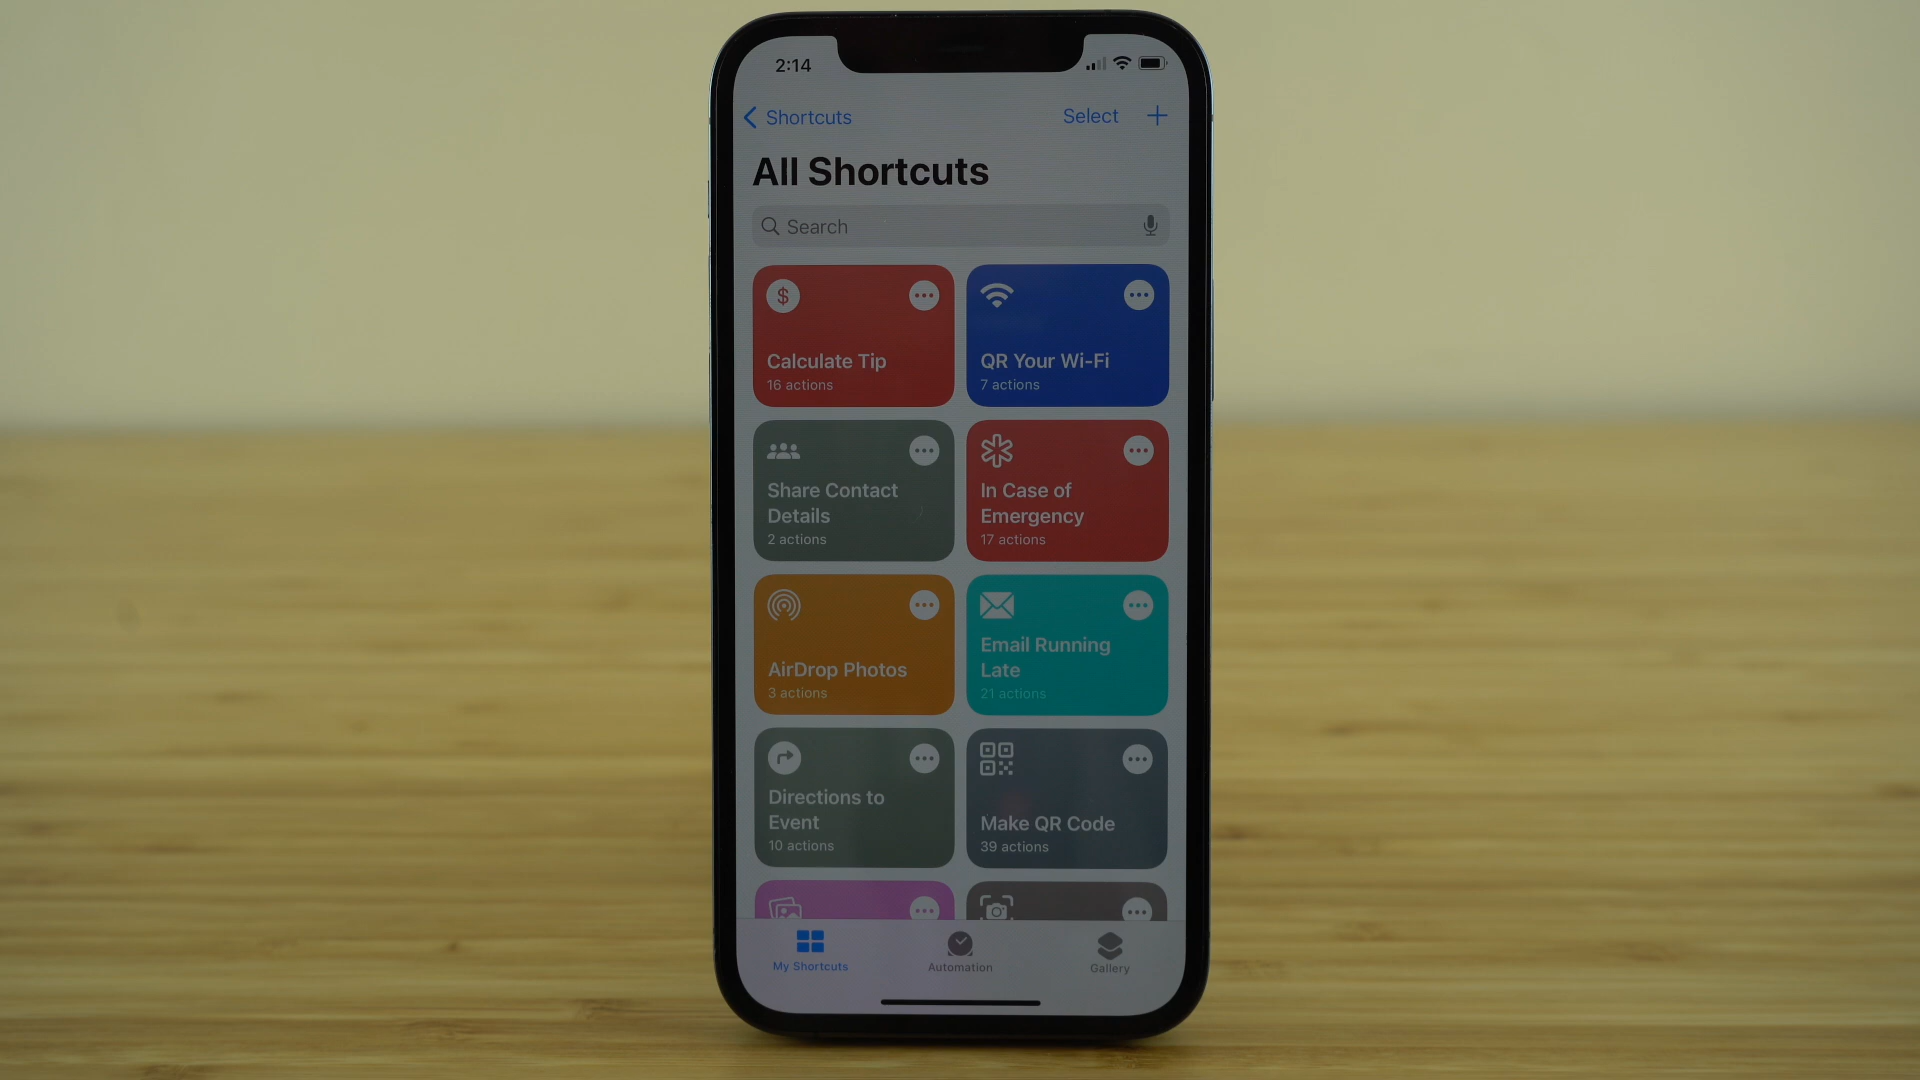 2:14
Shortcuts
Select
All Shortcuts
Search
Calculate Tip
16 actions
QR Your Wi-Fi
7 actions
Share Contact
Details
2 actions
In Case of
Emergency
17 actions
AirDrop Photos
3 actions
Email Running
Late
21 actions
Directions to
Event
10 actions
Make QR Code
39 actions
My Shortcuts
Automation
Gallery